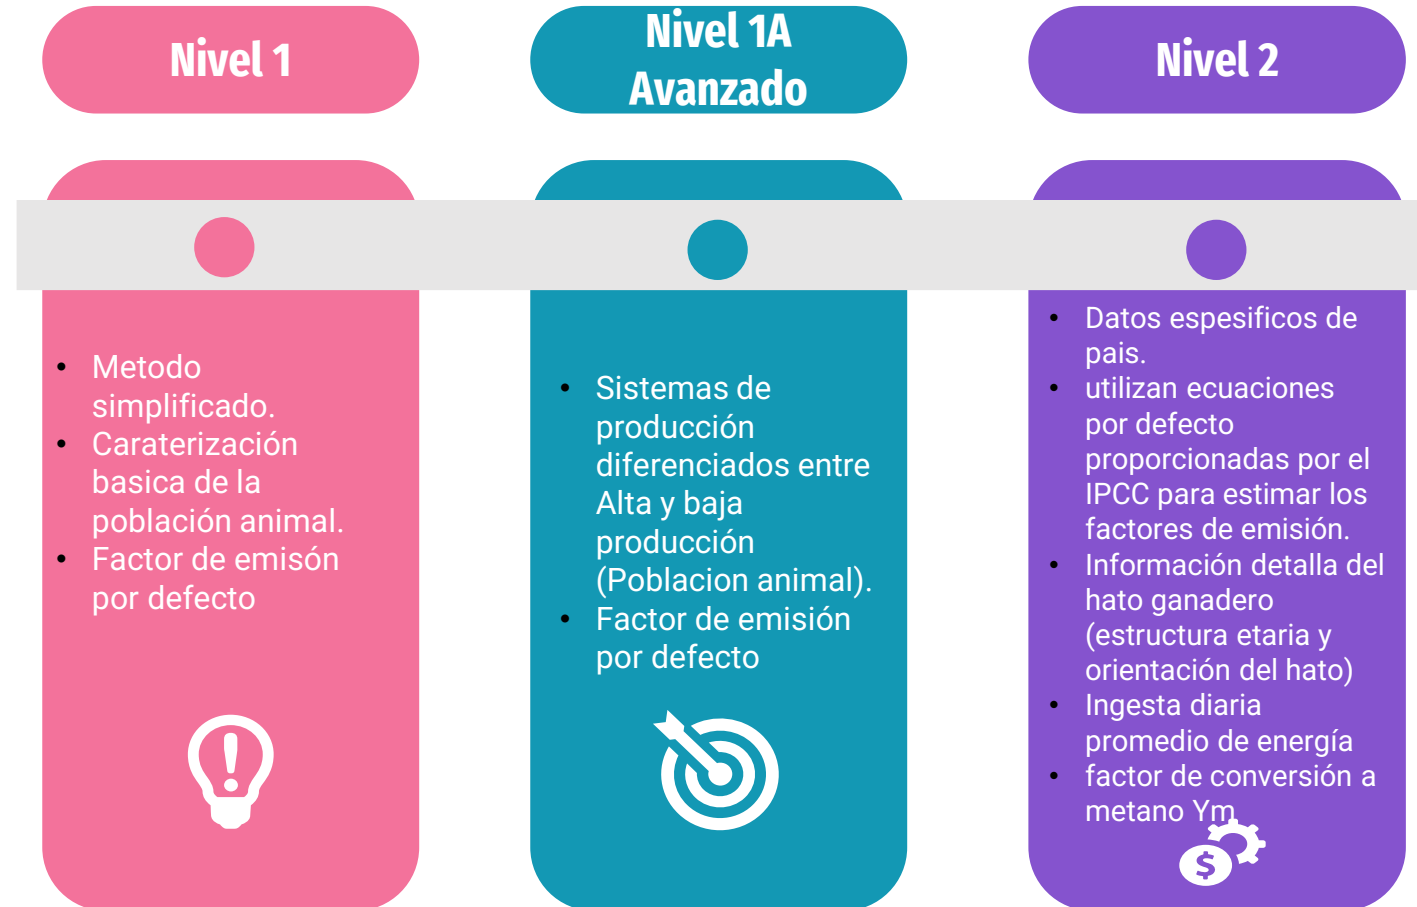 Nivel 1
Nivel 1A
Avanzado
Nivel 2
• Metodo
simplificado.
• Caraterización
basica de la
población animal.
• Factor de emisón
por defecto
• Sistemas de
producción
diferenciados entre
Alta y baja
producción
(Poblacion animal).
• Factor de emisión
por defecto
• Datos espesificos de
pais.
• utilizan ecuaciones
por defecto
proporcionadas por el
IPCC para estimar los
factores de emisión.
• Información detalla del
hato ganadero
(estructura etaria y
orientación del hato)
• Ingesta diaria
promedio de energía
• factor de conversión a
metano Ym
$